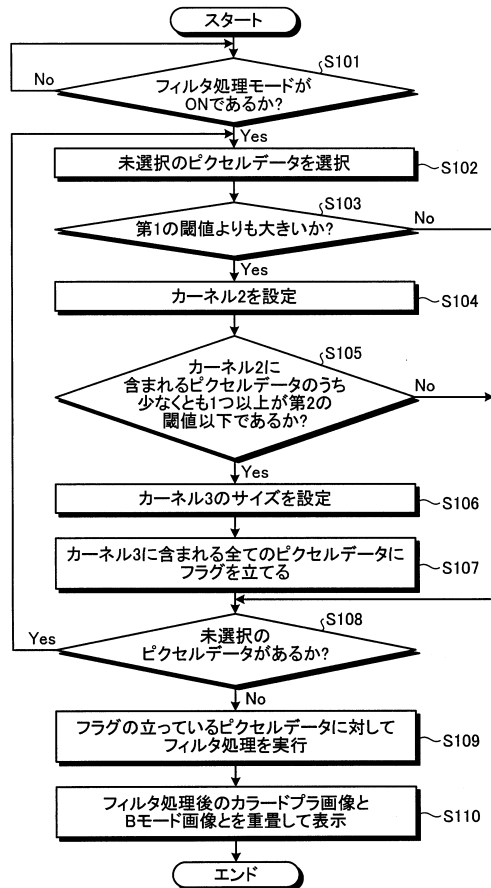 スタート
S101
フィルタ処理モードが
ONであるか?
No
Yes
未選択のピクセルデータを選択
S102
S103
第1の閾値よりも大きいか?
No
Yes
カーネル2を設定
S104
S105
カーネル2に
含まれるピクセルデータのうち
少なくとも1つ以上が第2の
閾値以下であるか?
No
Yes
カーネル3のサイズを設定
S106
カーネル3に含まれる全てのピクセルデータに
フラグを立てる
S107
S108
未選択の
ピクセルデータがあるか?
Yes
No
フラグの立っているピクセルデータに対して
フィルタ処理を実行
S109
フィルタ処理後のカラードプラ画像と
Bモード画像とを重畳して表示
S110
エンド